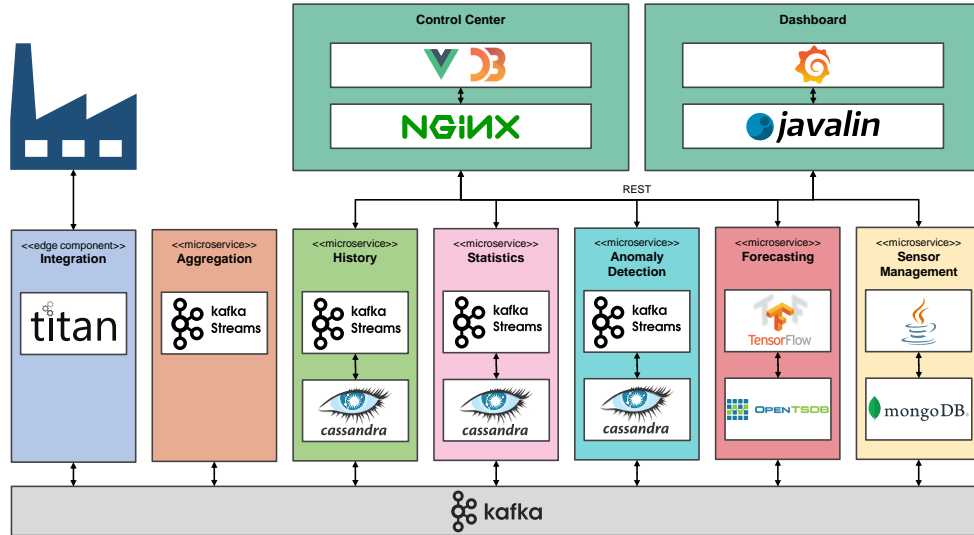 Control Center
Dashboard
NGiNX
javalin
REST
<<edge component>>
Integration
<<microservice>>
Aggregation
<<microservice>>
History
<<microservice>>
Statistics
<<microservice>>
Anomaly
Detection
<<microservice>>
Forecasting
<<microservice>>
Sensor
Management
titan
kafka
Streams
kafka
Streams
kafka
Streams
kafka
Streams
TensorFlow
cassandra
cassandra
cassandra
OPENTSDB
mongoDB
kafka